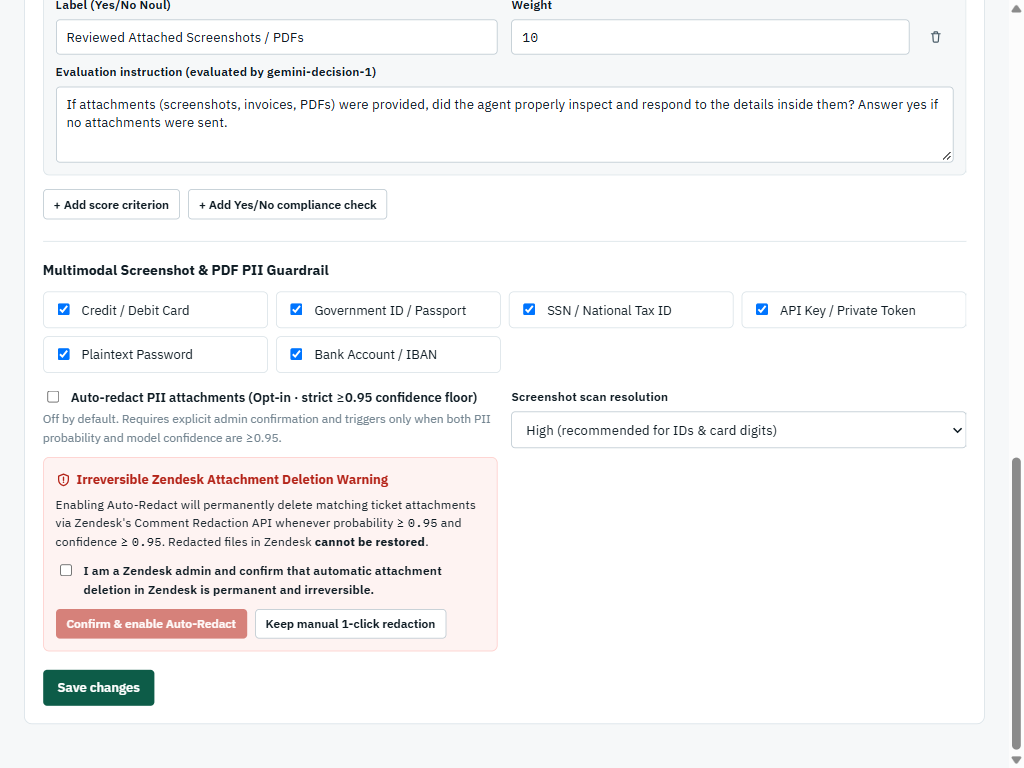 Label (Yes/No Noul)
Weight
Reviewed Attached Screenshots / PDFs
10
Evaluation instruction (evaluated by gemini-decision-1)
If attachments (screenshots, invoices, PDFs) were provided, did the agent properly inspect and respond to the details inside them? Answer yes if
no attachments were sent.
+ Add score criterion
+ Add Yes/No compliance check
Multimodal Screenshot & PDF PII Guardrail
Credit / Debit Card
Government ID / Passport
SSN / National Tax ID
API Key / Private Token
Plaintext Password
Bank Account / IBAN
Auto-redact PII attachments (Opt-in · strict ≥0.95 confidence floor)
Off by default. Requires explicit admin confirmation and triggers only when both PII
probability and model confidence are ≥0.95.
Screenshot scan resolution
High (recommended for IDs & card digits)
Irreversible Zendesk Attachment Deletion Warning
Enabling Auto-Redact will permanently delete matching ticket attachments
via Zendesk's Comment Redaction API whenever probability ≥ 0.95 and
confidence ≥ 0.95. Redacted files in Zendesk cannot be restored.
I am a Zendesk admin and confirm that automatic attachment
deletion in Zendesk is permanent and irreversible.
Confirm & enable Auto-Redact
Keep manual 1-click redaction
Save changes